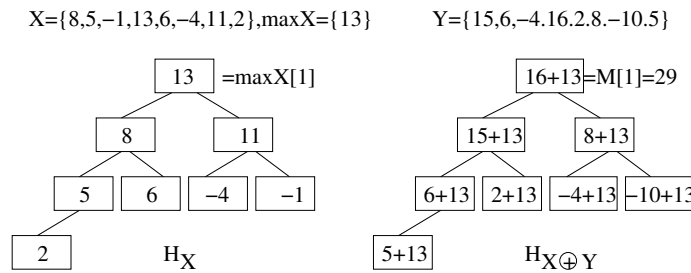 X={8,5,−1,13,6,−4,11,2},maxX={13}
Y={15,6,−4.16.2.8.−10.5}
13 =maxX[1]
16+13 =M[1]=29
8 11
15+13 8+13
5 6 −4 −1
6+13 2+13 −4+13 −10+13
2
5+13
H_X
H_{X⊕Y}